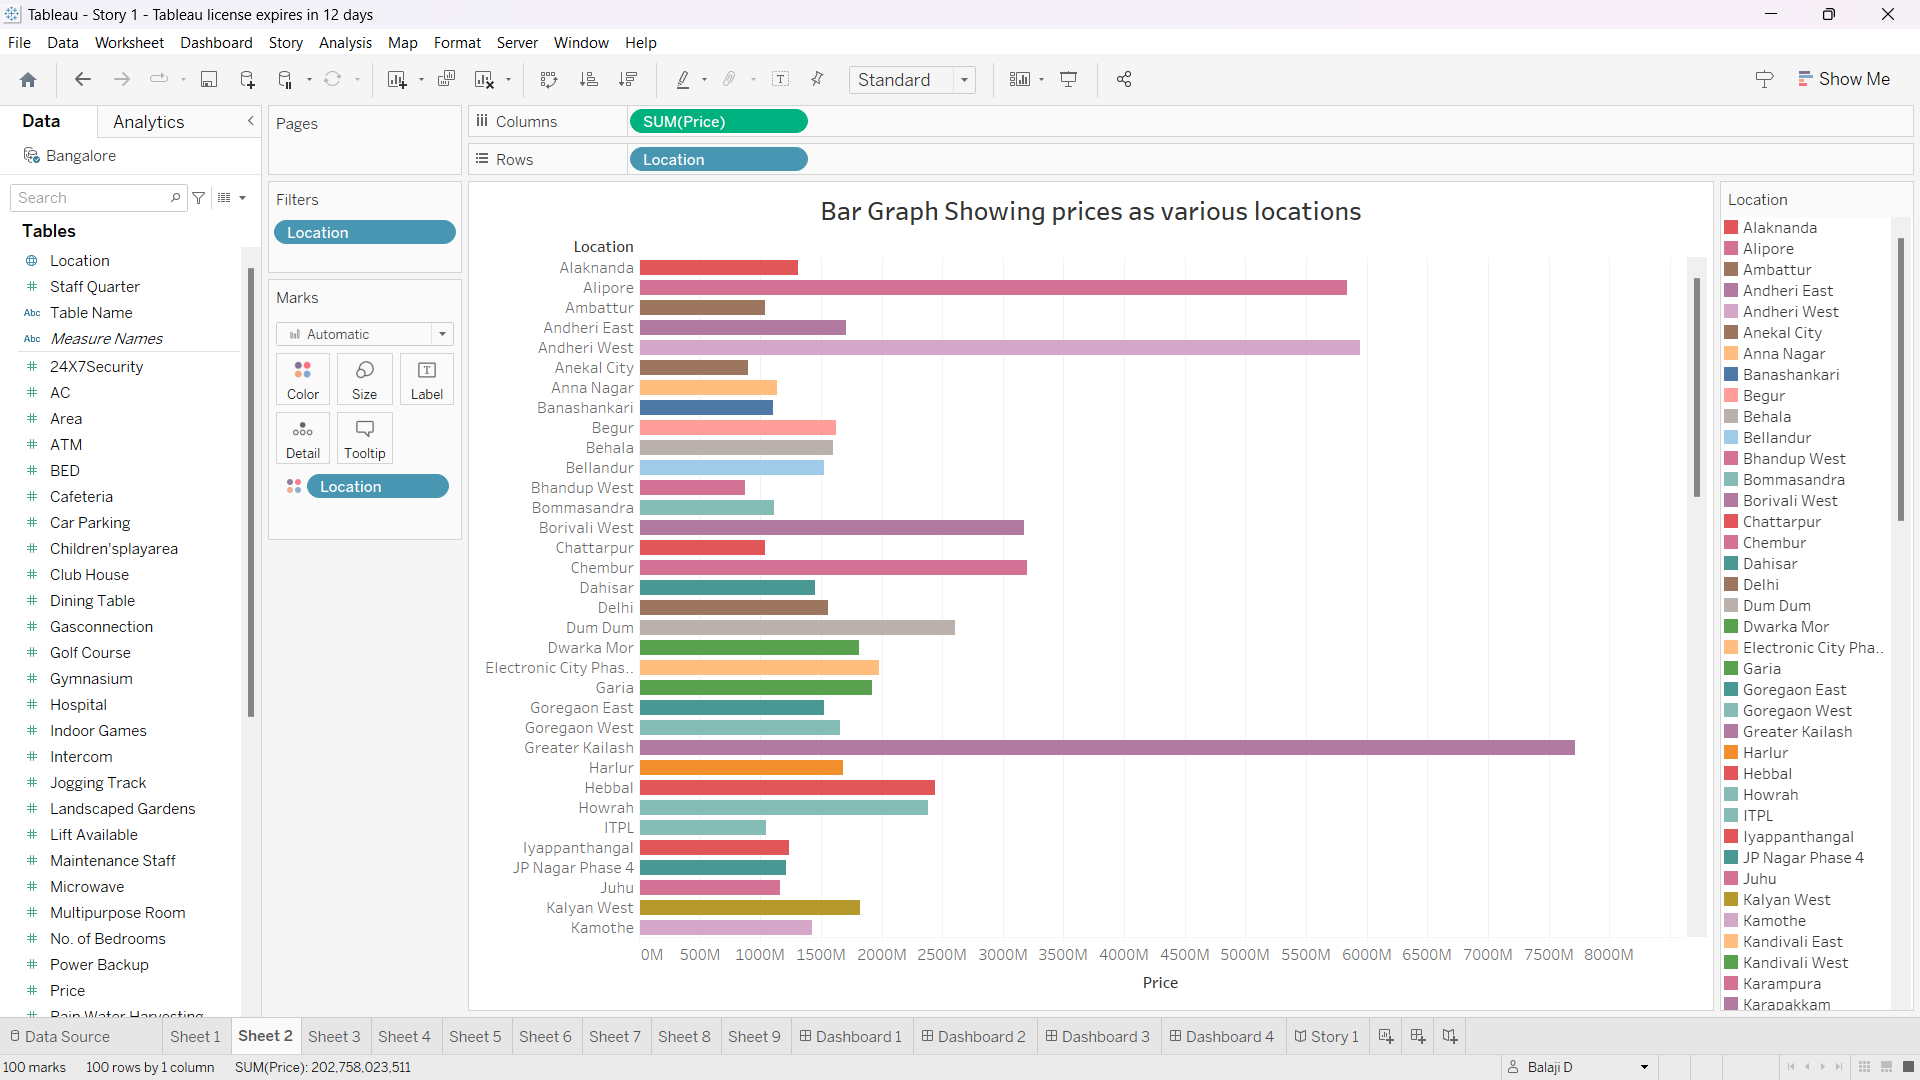 Tableau - Story 1 - Tableau license expires in 12 days
File Data Worksheet Dashboard Story Analysis Map Format Server Window Help
Standard
Show Me
Data
Analytics
Bangalore
Search
Tables
Location
Staff Quarter
Abc Table Name
Abc Measure Names
24X7Security
AC
Area
ATM
BED
Cafeteria
Car Parking
Children'splayarea
Club House
Dining Table
Gasconnection
Golf Course
Gymnasium
Hospital
Indoor Games
Intercom
Jogging Track
Landscaped Gardens
Lift Available
Maintenance Staff
Microwave
Multipurpose Room
No. of Bedrooms
Power Backup
Price
Rain Water Harvesting
Pages
Filters
Location
Marks
Automatic
Color Size Label
Detail Tooltip
Location
Columns SUM(Price)
Rows Location
Bar Graph Showing prices as various locations
Location
Alaknanda
Alipore
Ambattur
Andheri East
Andheri West
Anekal City
Anna Nagar
Banashankari
Begur
Behala
Bellandur
Bhandup West
Bommasandra
Borivali West
Chattarpur
Chembur
Dahisar
Delhi
Dum Dum
Dwarka Mor
Electronic City Phas..
Garia
Goregaon East
Goregaon West
Greater Kailash
Harlur
Hebbal
Howrah
ITPL
Iyappanthangal
JP Nagar Phase 4
Juhu
Kalyan West
Kamothe
0M 500M 1000M 1500M 2000M 2500M 3000M 3500M 4000M 4500M 5000M 5500M 6000M 6500M 7000M 7500M 8000M
Price
Location
Alaknanda
Alipore
Ambattur
Andheri East
Andheri West
Anekal City
Anna Nagar
Banashankari
Begur
Behala
Bellandur
Bhandup West
Bommasandra
Borivali West
Chattarpur
Chembur
Dahisar
Delhi
Dum Dum
Dwarka Mor
Electronic City Pha..
Garia
Goregaon East
Goregaon West
Greater Kailash
Harlur
Hebbal
Howrah
ITPL
Iyappanthangal
JP Nagar Phase 4
Juhu
Kalyan West
Kamothe
Kandivali East
Kandivali West
Karampura
Karapakkam
Data Source Sheet 1 Sheet 2 Sheet 3 Sheet 4 Sheet 5 Sheet 6 Sheet 7 Sheet 8 Sheet 9 Dashboard 1 Dashboard 2 Dashboard 3 Dashboard 4 Story 1
100 marks 100 rows by 1 column SUM(Price): 202,758,023,511 Balaji D